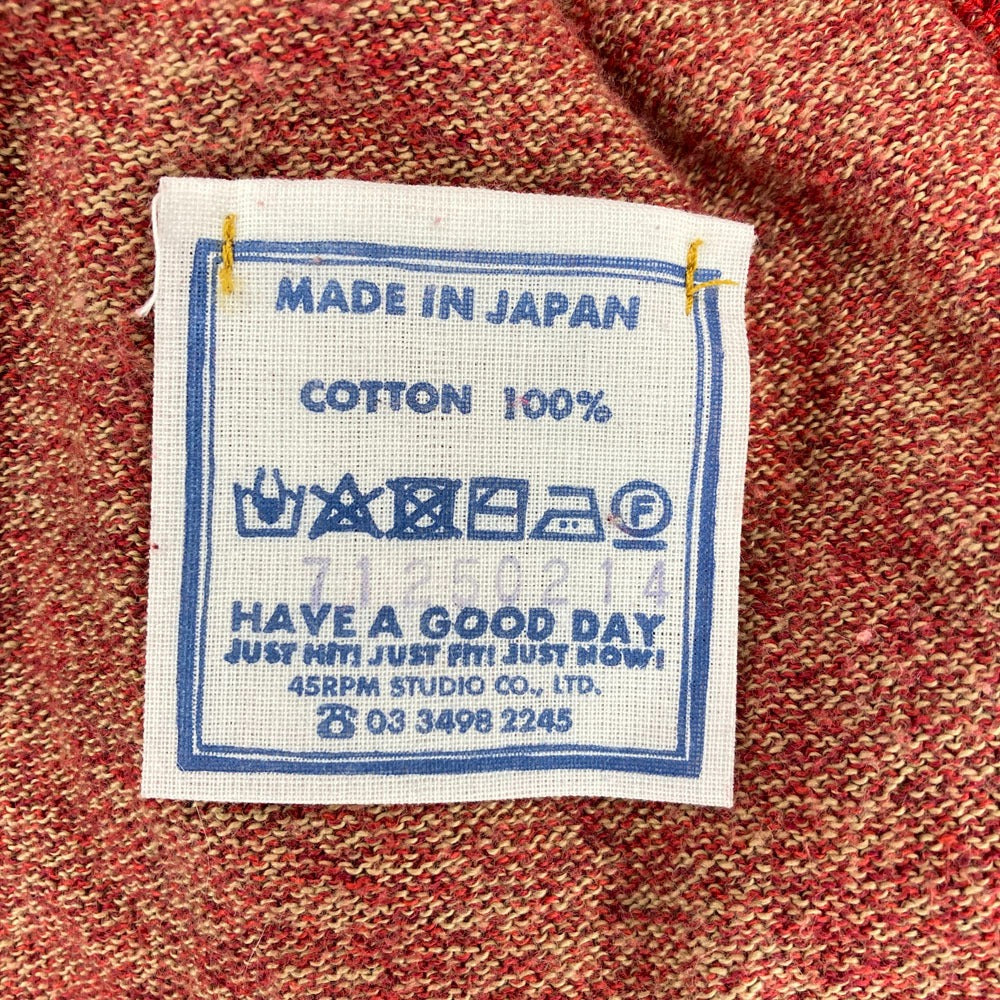 MADE IN JAPAN
COTTON 100%
F
71250214
HAVE A GOOD DAY
JUST HIT! JUST FIT! JUST NOW!
45RPM STUDIO CO., LTD.
☎ 03 3498 2245